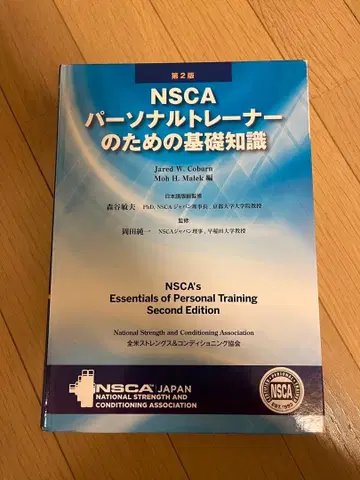 第2版
NSCA
パーソナルトレーナー
のための基礎知識
Jared W. Coburn
Moh H. Malek 編
日本語版総監修
森谷敏夫 PhD, NSCAジャパン理事長, 京都大学大学院教授
監修
岡田純一 NSCAジャパン理事, 早稲田大学教授
NSCA's
Essentials of Personal Training
Second Edition
National Strength and Conditioning Association
全米ストレングス&コンディショニング協会
NSCA JAPAN
NATIONAL STRENGTH AND
CONDITIONING ASSOCIATION
NSCA